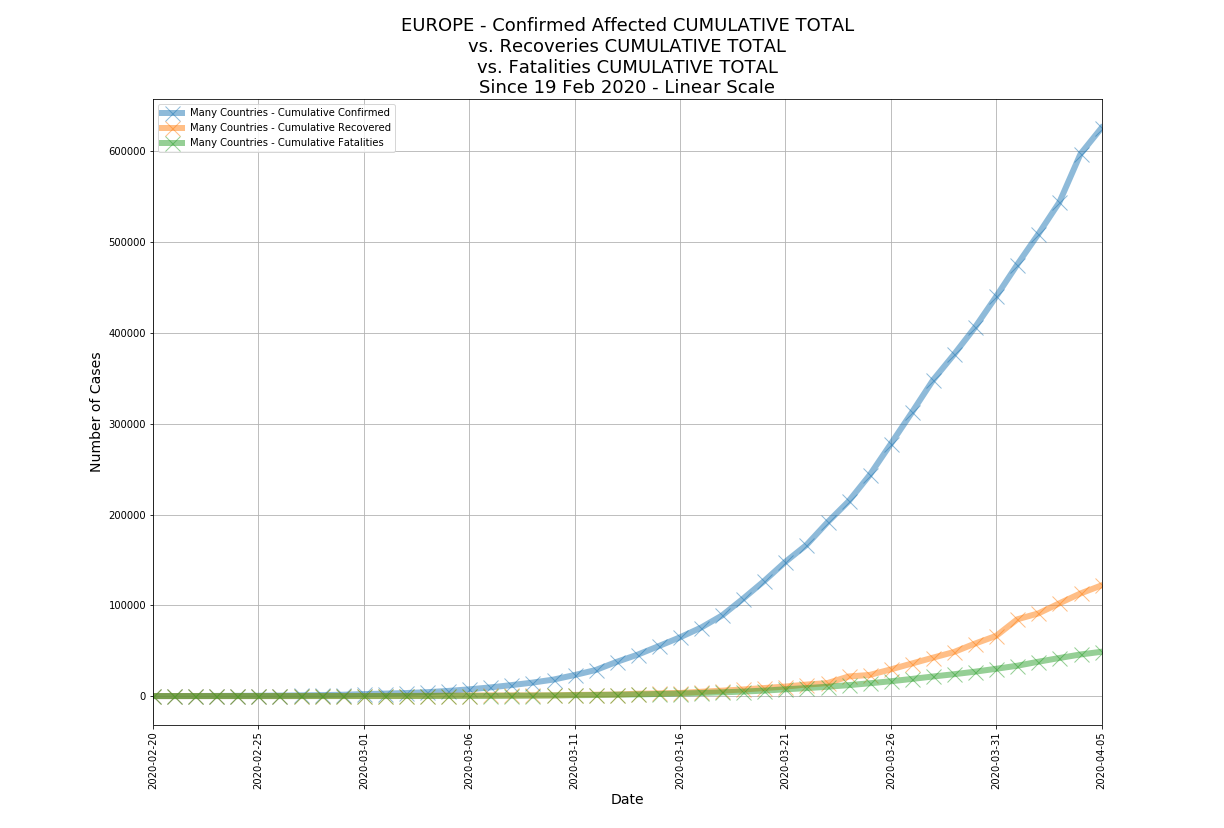 EUROPE - Confirmed Affected CUMULATIVE TOTAL
vs. Recoveries CUMULATIVE TOTAL
vs. Fatalities CUMULATIVE TOTAL
Since 19 Feb 2020 - Linear Scale
Many Countries - Cumulative Confirmed
Many Countries - Cumulative Recovered
Many Countries - Cumulative Fatalities
Number of Cases
600000
500000
400000
300000
200000
100000
0
2020-02-20
2020-02-25
2020-03-01
2020-03-06
2020-03-11
2020-03-16
2020-03-21
2020-03-26
2020-03-31
2020-04-05
Date